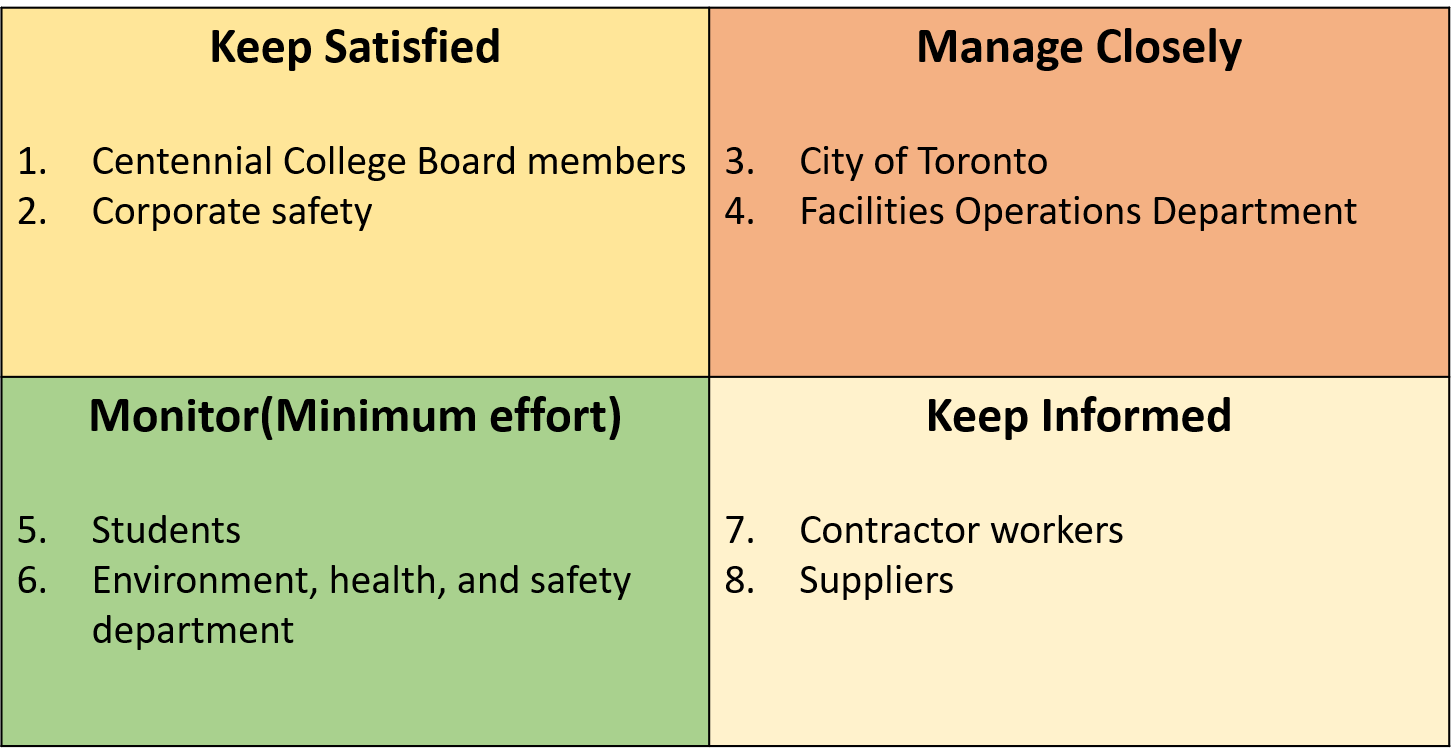 Keep Satisfied
1. Centennial College Board members
2. Corporate safety
Manage Closely
3. City of Toronto
4. Facilities Operations Department
Monitor(Minimum effort)
5. Students
6. Environment, health, and safety
department
Keep Informed
7. Contractor workers
8. Suppliers